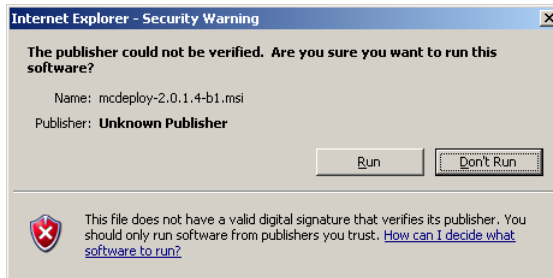 Internet Explorer - Security Warning
The publisher could not be verified.  Are you sure you want to run this
software?
Name: mcdeploy-2.0.1.4-b1.msi
Publisher: Unknown Publisher
Run Don't Run
This file does not have a valid digital signature that verifies its publisher. You
should only run software from publishers you trust. How can I decide what
software to run?